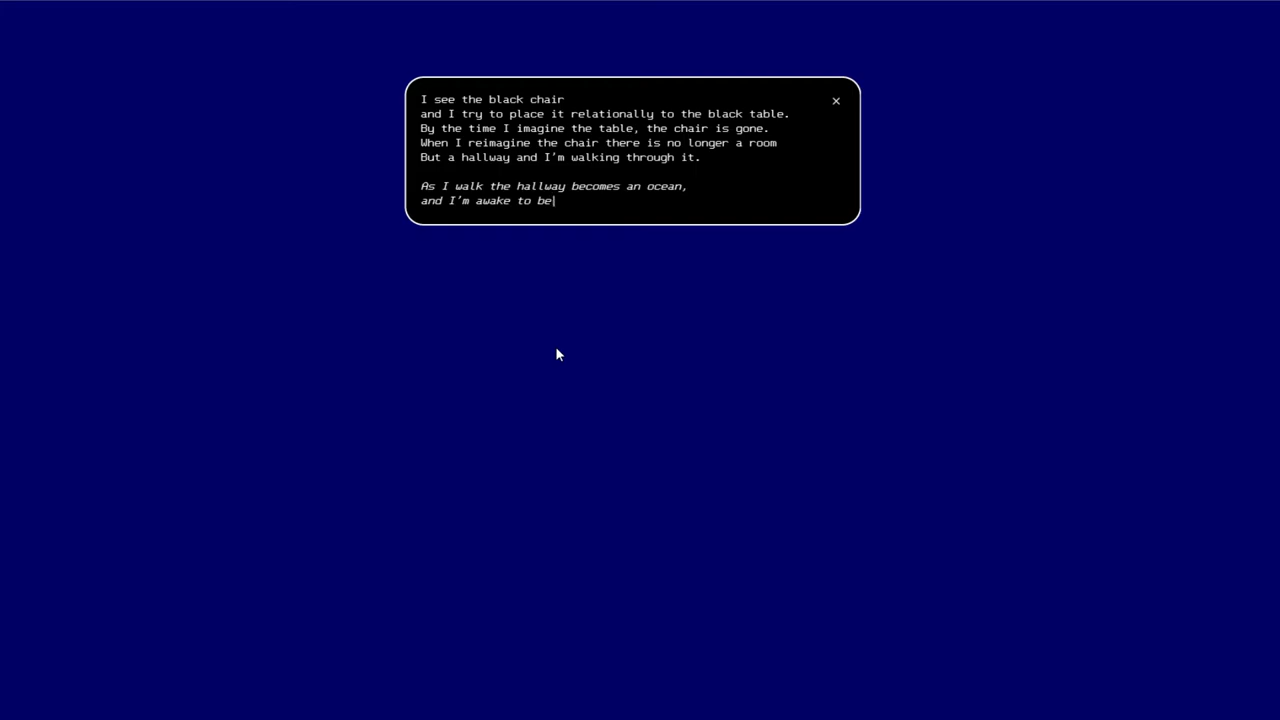 I see the black chair
and I try to place it relationally to the black table.
By the time I imagine the table, the chair is gone.
When I reimagine the chair there is no longer a room
But a hallway and I’m walking through it.

As I walk the hallway becomes an ocean,
and I’m awake to be